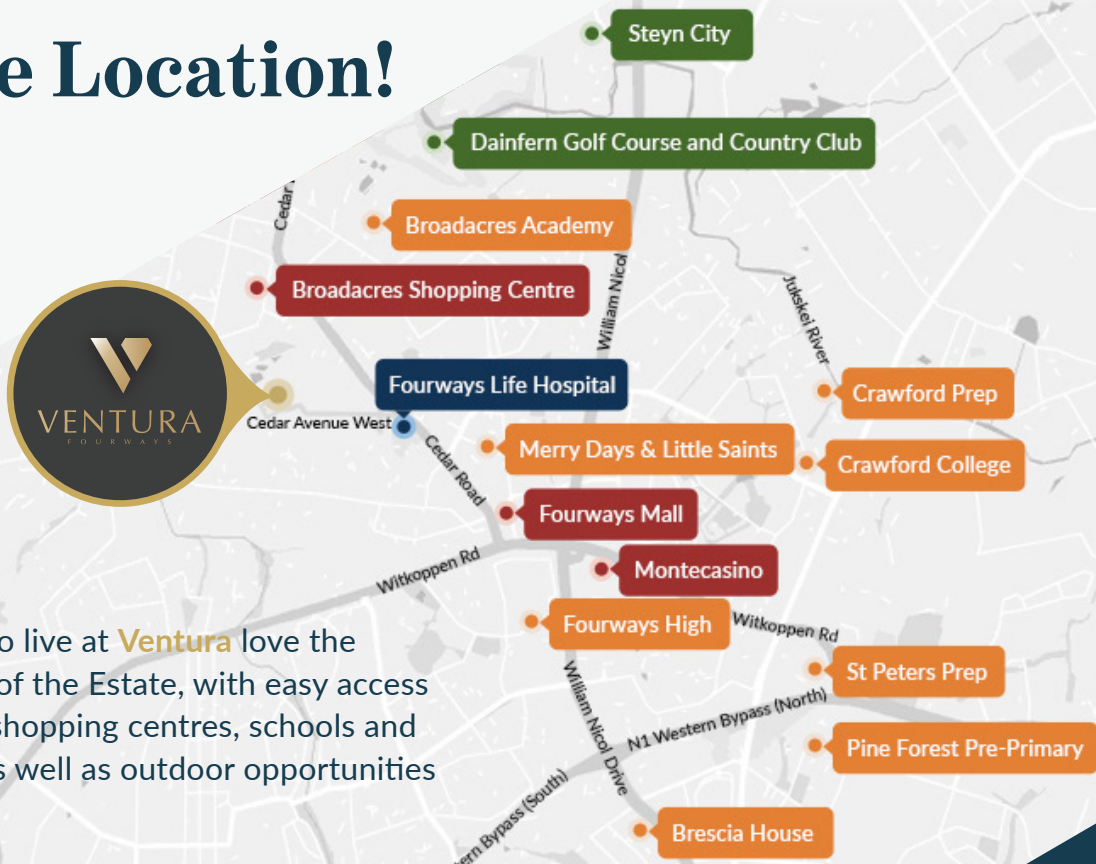 e Location!
Steyn City
Dainfern Golf Course and Country Club
Broadacres Academy
Broadacres Shopping Centre
William Nicol
Jukskei River
VENTURA
FOURWAYS
Fourways Life Hospital
Cedar Avenue West
Crawford Prep
Merry Days & Little Saints
Crawford College
Cedar Road
Fourways Mall
Witkoppen Rd
Montecasino
Fourways High
Witkoppen Rd
o live at Ventura love the
of the Estate, with easy access
shopping centres, schools and
s well as outdoor opportunities
St Peters Prep
William Nicol Drive
N1 Western Bypass (North)
Pine Forest Pre-Primary
ern Bypass (South)
Brescia House
Cedar